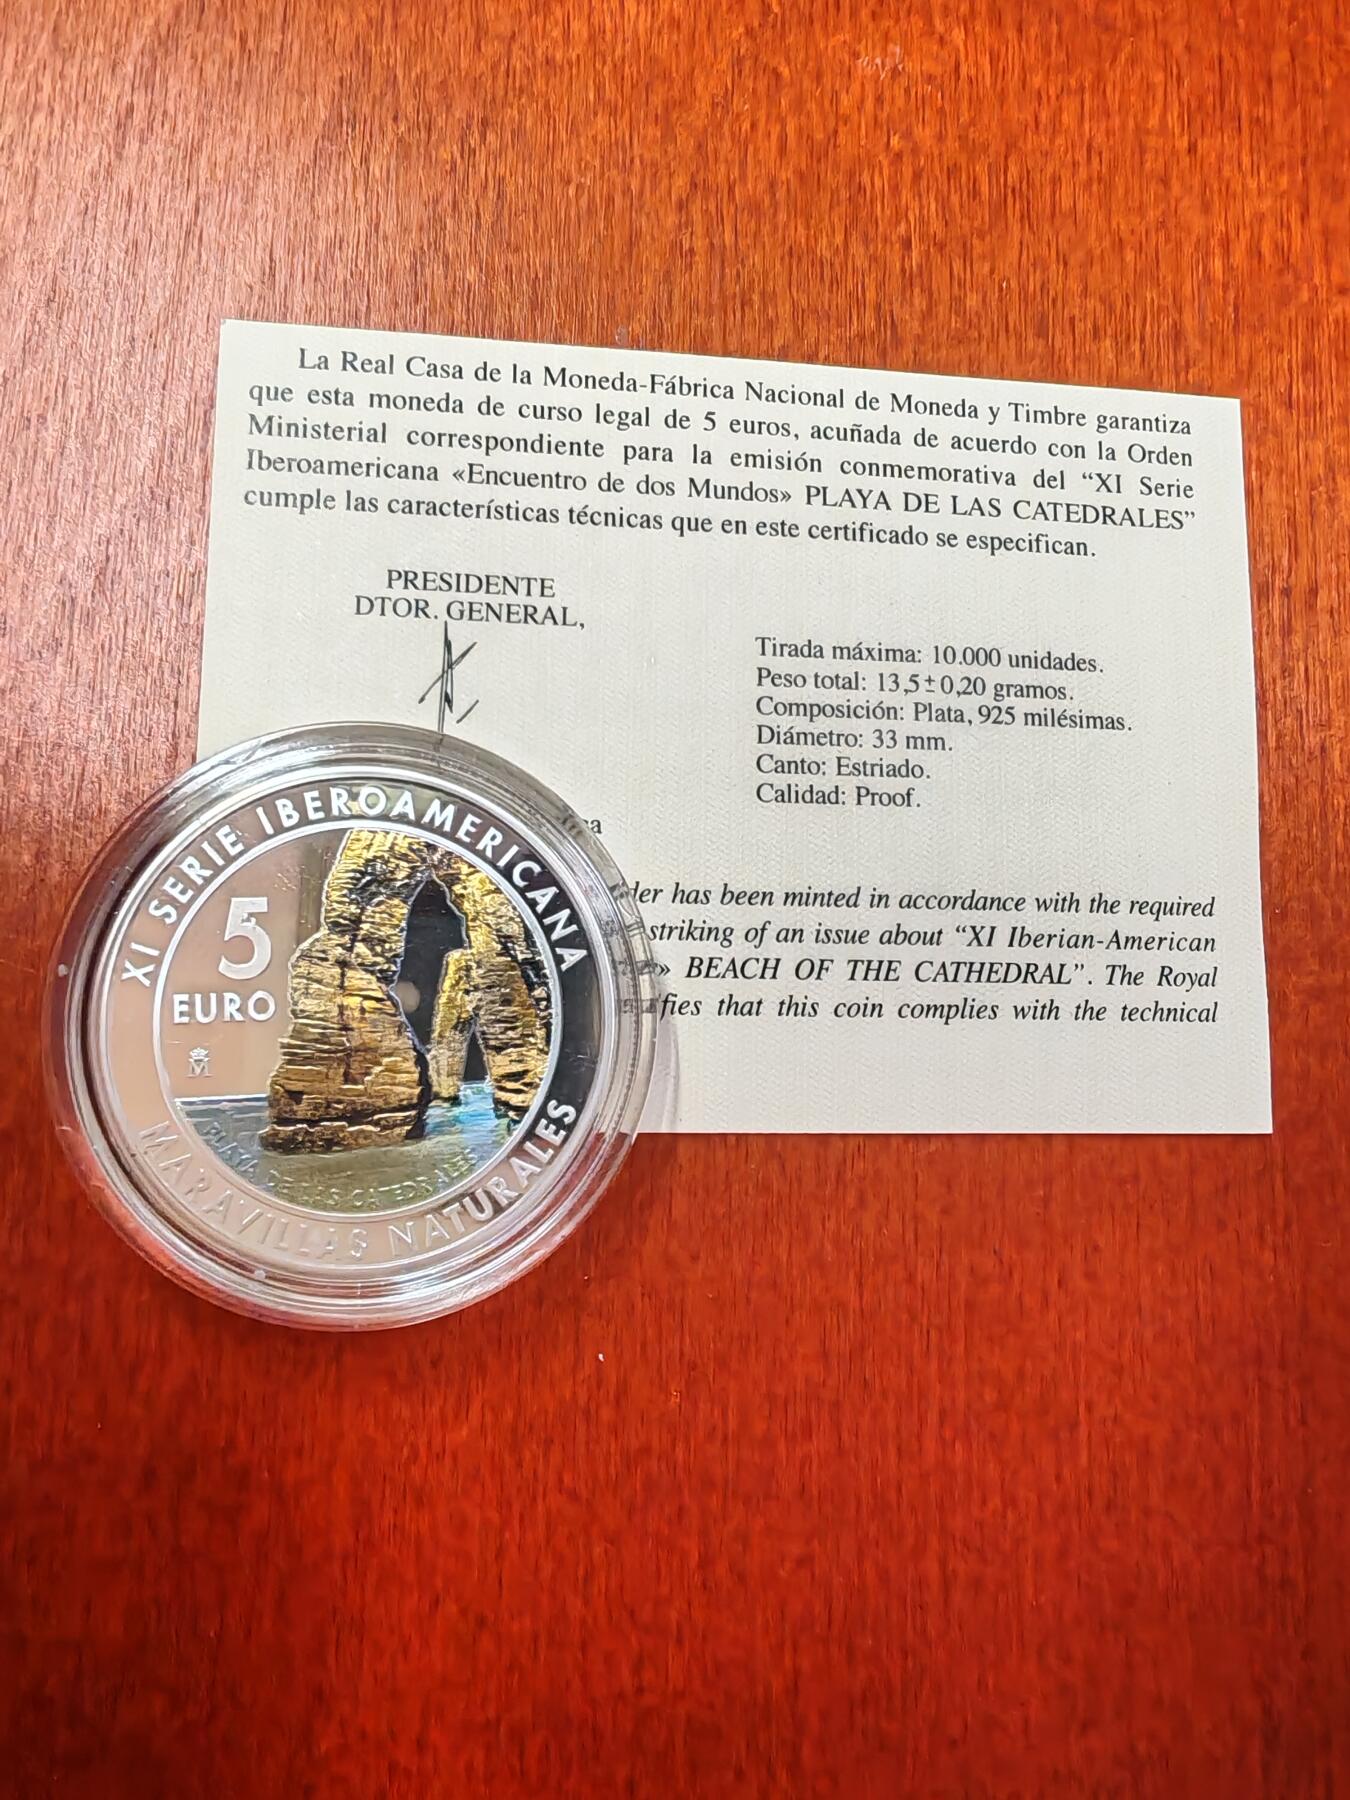 La Real Casa de la Moneda-Fábrica Nacional de Moneda y Timbre garantiza
que esta moneda de curso legal de 5 euros, acuñada de acuerdo con la Orden
Ministerial correspondiente para la emisión conmemorativa del “XI Serie
Iberoamericana «Encuentro de dos Mundos» PLAYA DE LAS CATEDRALES”
cumple las características técnicas que en este certificado se especifican.
PRESIDENTE
DTOR. GENERAL,
Tirada máxima: 10.000 unidades.
Peso total: 13,5±0,20 gramos.
Composición: Plata, 925 milésimas.
Diámetro: 33 mm.
Canto: Estriado.
Calidad: Proof.
has been minted in accordance with the required
striking of an issue about “XI Iberian-American
» BEACH OF THE CATHEDRAL”. The Royal
that this coin complies with the technical
XI SERIE IBEROAMERICANA
5
EURO
M
PLAYA DE LAS CATEDRALES
MARAVILLAS NATURALES